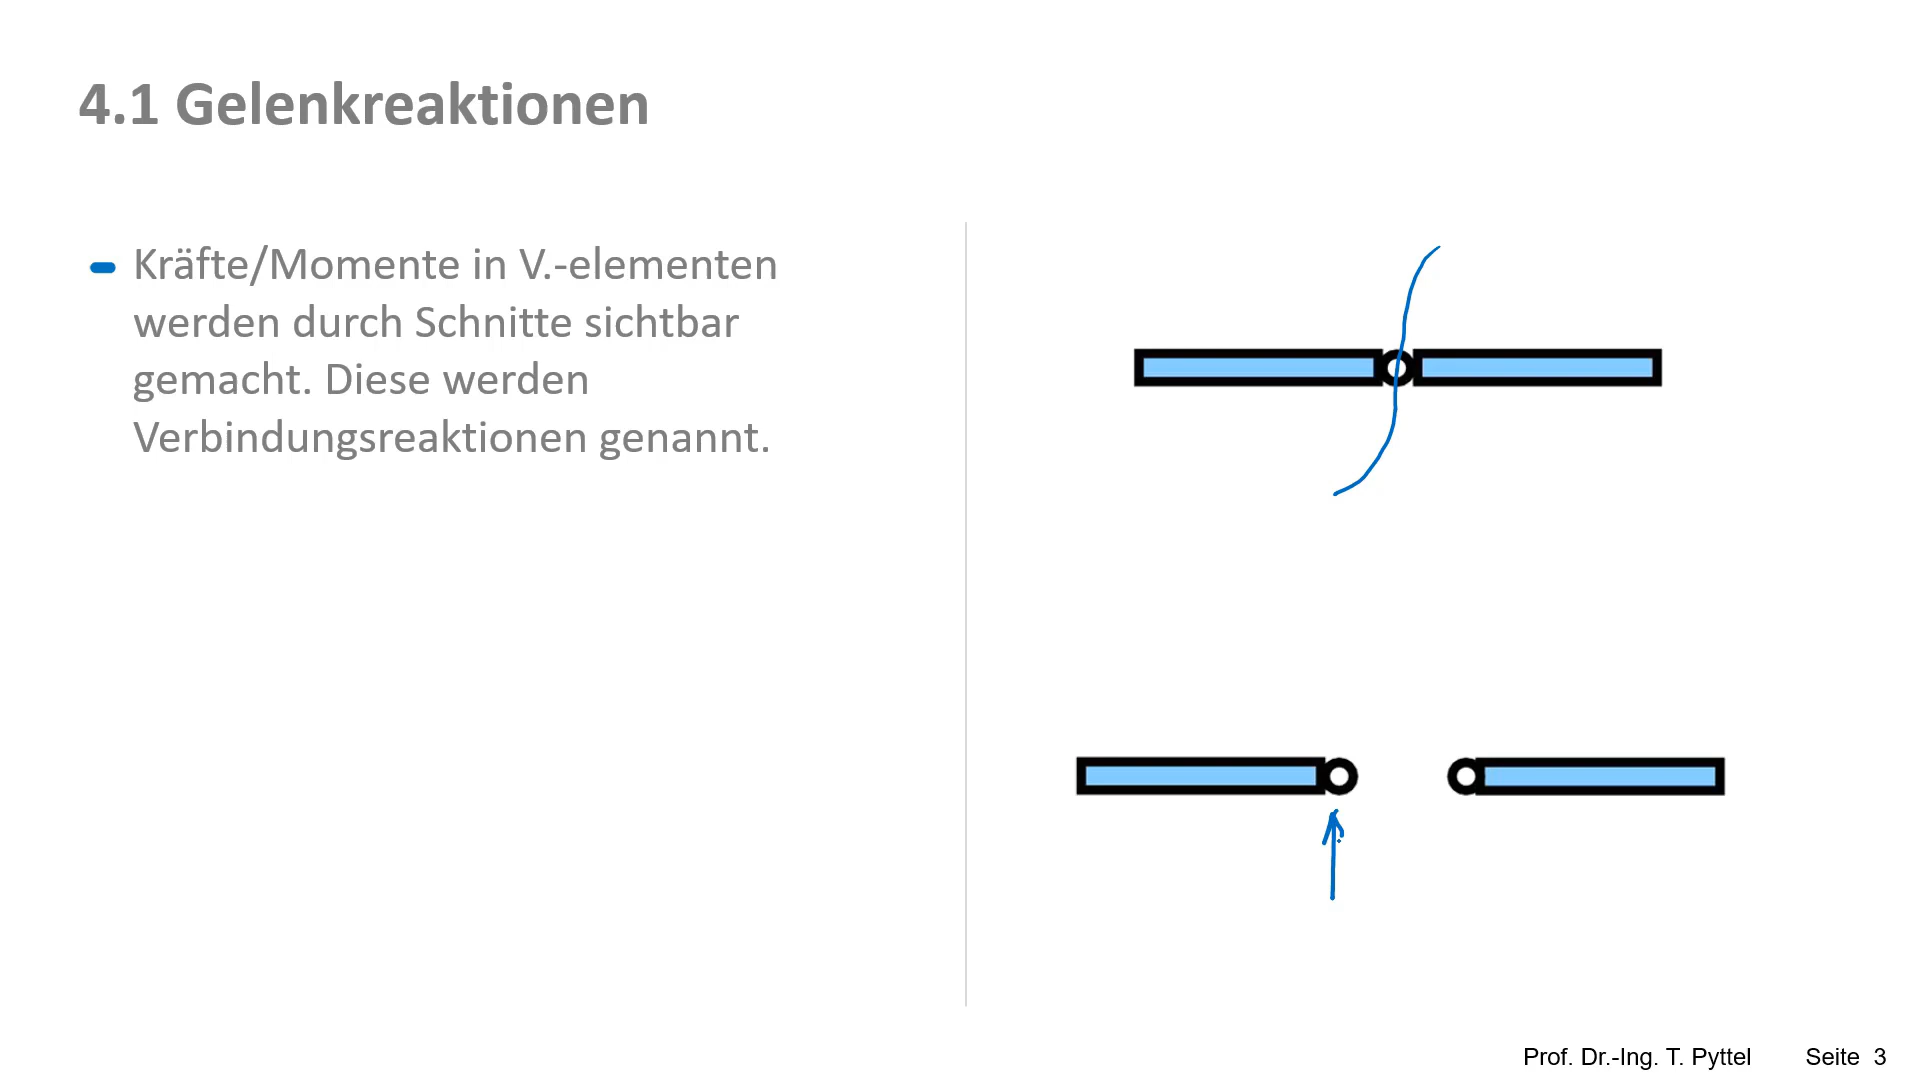 4.1 Gelenkreaktionen
Kräfte/Momente in V.-elementen
werden durch Schnitte sichtbar
gemacht. Diese werden
Verbindungsreaktionen genannt.
Prof. Dr.-Ing. T. Pyttel Seite 3